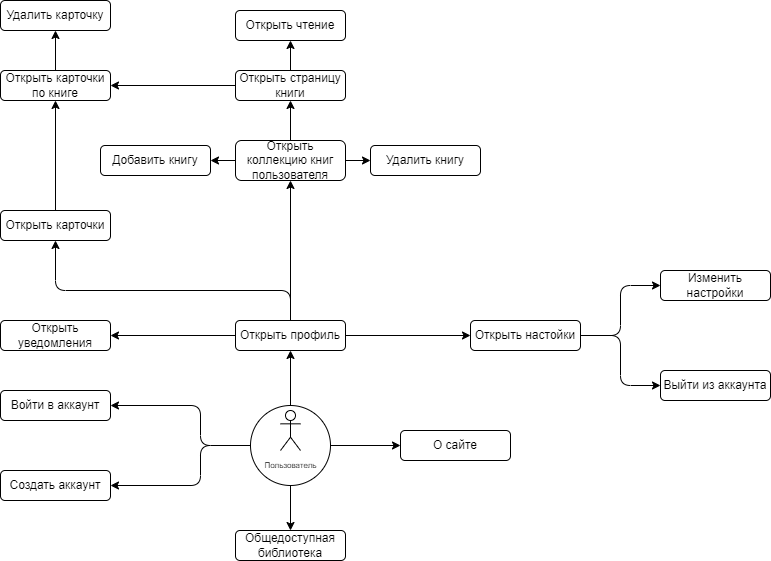 Удалить карточку
Открыть чтение
Открыть карточки
по книге
Открыть страницу
книги
Добавить книгу
Открыть
коллекцию книг
пользователя
Удалить книгу
Открыть карточки
Изменить
настройки
Открыть
уведомления
Открыть профиль
Открыть настойки
Выйти из аккаунта
Войти в аккаунт
О сайте
Пользователь
Создать аккаунт
Общедоступная
библиотека